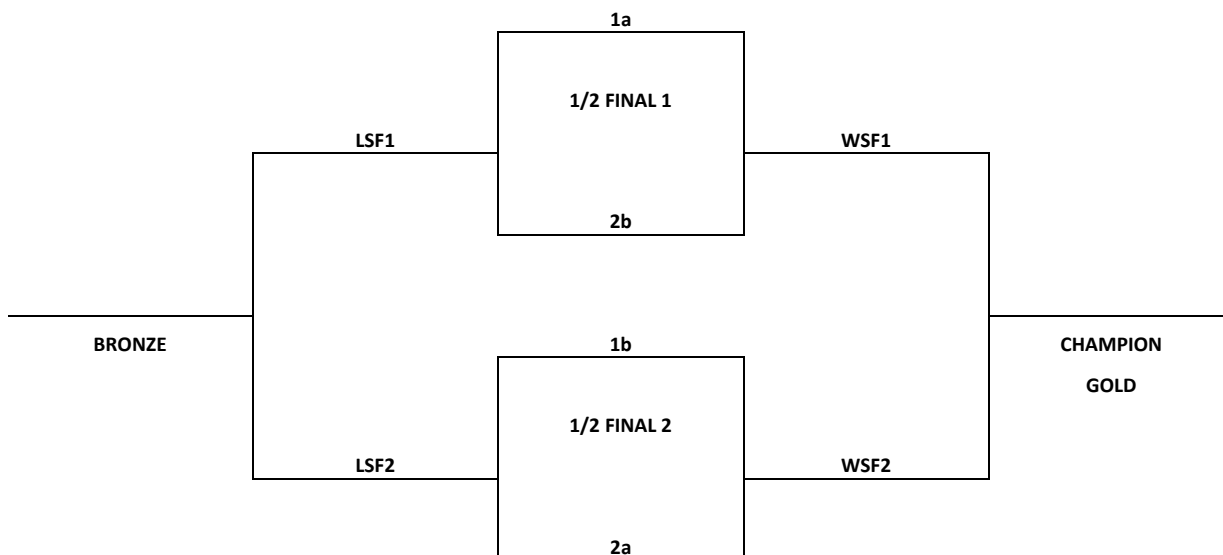 1a
1/2 FINAL 1
LSF1
WSF1
2b
BRONZE
1b
CHAMPION
GOLD
1/2 FINAL 2
LSF2
WSF2
2a